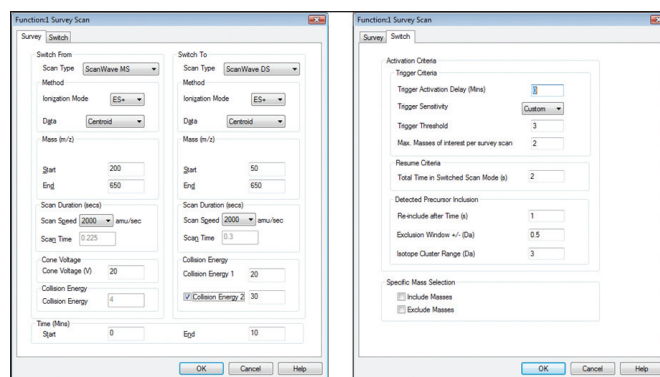 Function:1 Survey Scan
Survey Switch
Switch From
Scan Type ScanWave MS
Method
Ionization Mode ES+
Data Centroid
Mass (m/z)
Start 200
End 650
Scan Duration (secs)
Scan Speed 2000 amu/sec
Scan Time 0.225
Cone Voltage
Cone Voltage (V) 20
Collision Energy
Collision Energy 4
Switch To
Scan Type ScanWave DS
Method
Ionization Mode ES+
Data Centroid
Mass (m/z)
Start 50
End 650
Scan Duration (secs)
Scan Speed 2000 amu/sec
Scan Time 0.3
Collision Energy
Collision Energy 1 20
Collision Energy 2 30
Time (Mins)
Start 0 End 10
OK Cancel Help
Function:1 Survey Scan
Survey Switch
Activation Criteria
Trigger Criteria
Trigger Activation Delay (Mins) 0
Trigger Sensitivity Custom
Trigger Threshold 3
Max. Masses of interest per survey scan 2
Resume Criteria
Total Time in Switched Scan Mode (s) 2
Detected Precursor Inclusion
Re-include after Time (s) 1
Exclusion Window +/- (Da) 0.5
Isotope Cluster Range (Da) 3
Specific Mass Selection
Include Masses
Exclude Masses
OK Cancel Help